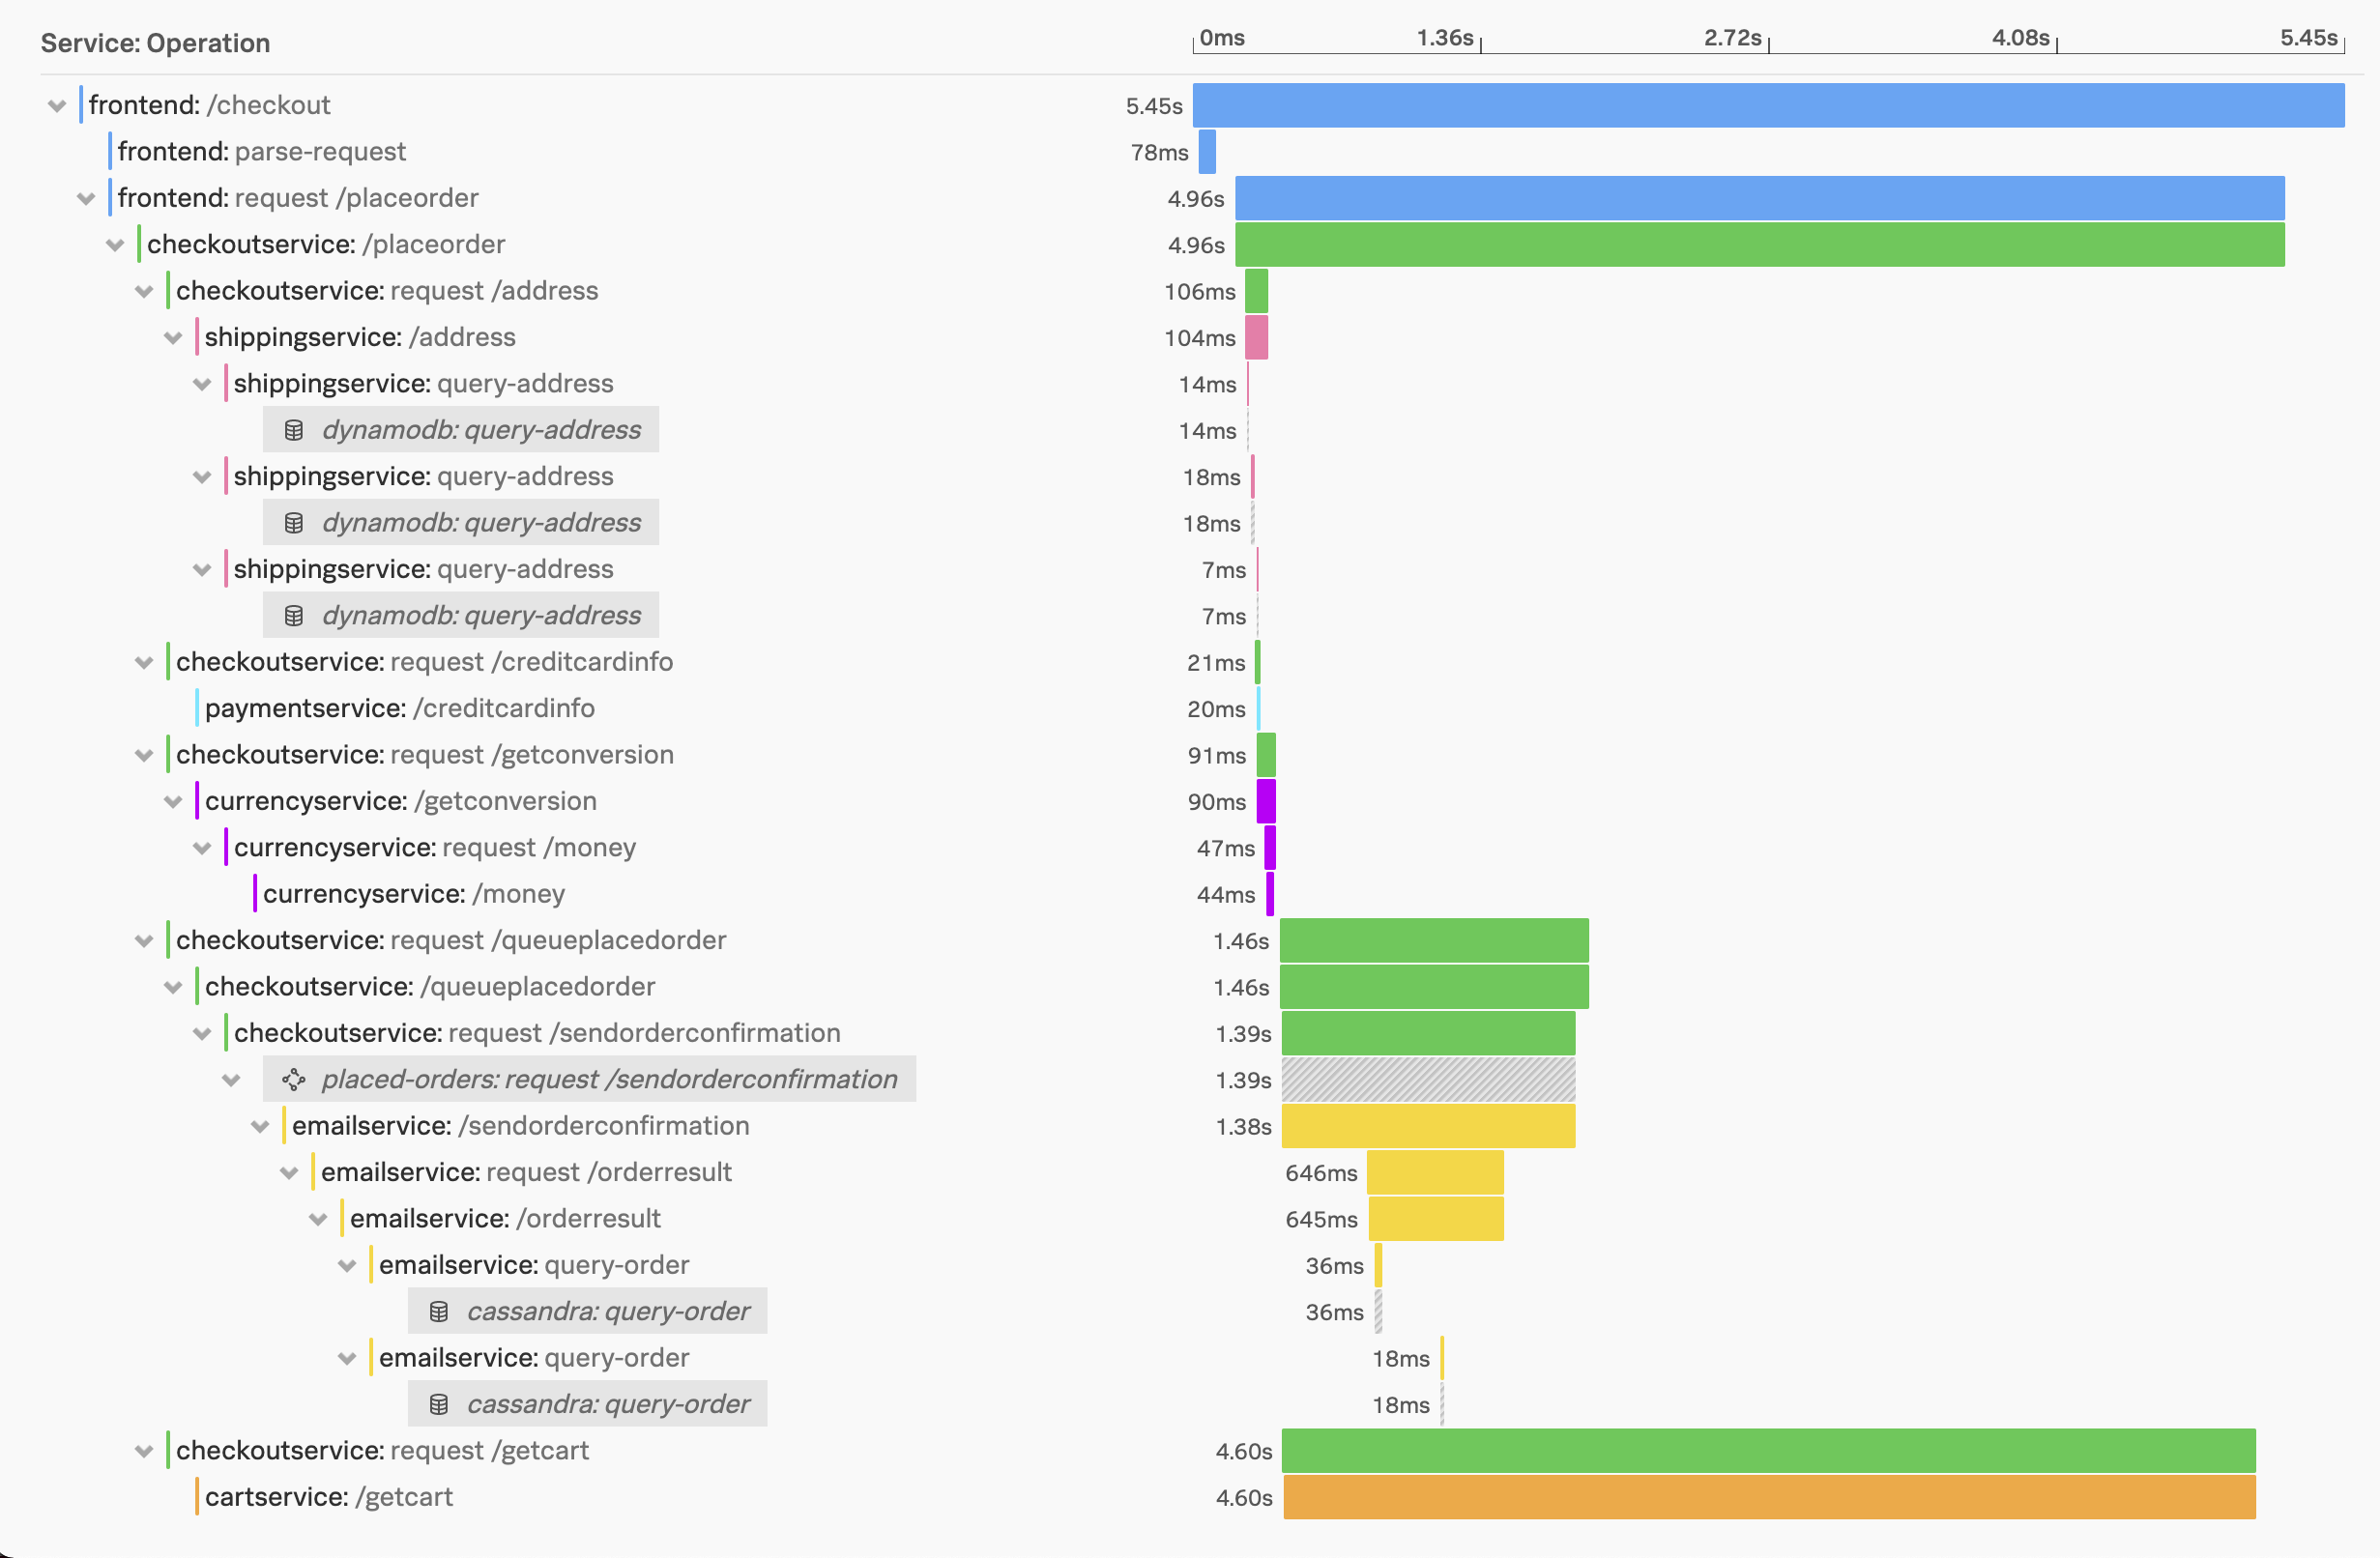 Service: Operation 0ms 1.36s 2.72s 4.08s 5.45s
frontend: /checkout 5.45s
frontend: parse-request 78ms
frontend: request /placeorder 4.96s
checkoutservice: /placeorder 4.96s
checkoutservice: request /address 106ms
shippingservice: /address 104ms
shippingservice: query-address 14ms
dynamodb: query-address 14ms
shippingservice: query-address 18ms
dynamodb: query-address 18ms
shippingservice: query-address 7ms
dynamodb: query-address 7ms
checkoutservice: request /creditcardinfo 21ms
paymentservice: /creditcardinfo 20ms
checkoutservice: request /getconversion 91ms
currencyservice: /getconversion 90ms
currencyservice: request /money 47ms
currencyservice: /money 44ms
checkoutservice: request /queueplacedorder 1.46s
checkoutservice: /queueplacedorder 1.46s
checkoutservice: request /sendorderconfirmation 1.39s
placed-orders: request /sendorderconfirmation 1.39s
emailservice: /sendorderconfirmation 1.38s
emailservice: request /orderresult 646ms
emailservice: /orderresult 645ms
emailservice: query-order 36ms
cassandra: query-order 36ms
emailservice: query-order 18ms
cassandra: query-order 18ms
checkoutservice: request /getcart 4.60s
cartservice: /getcart 4.60s